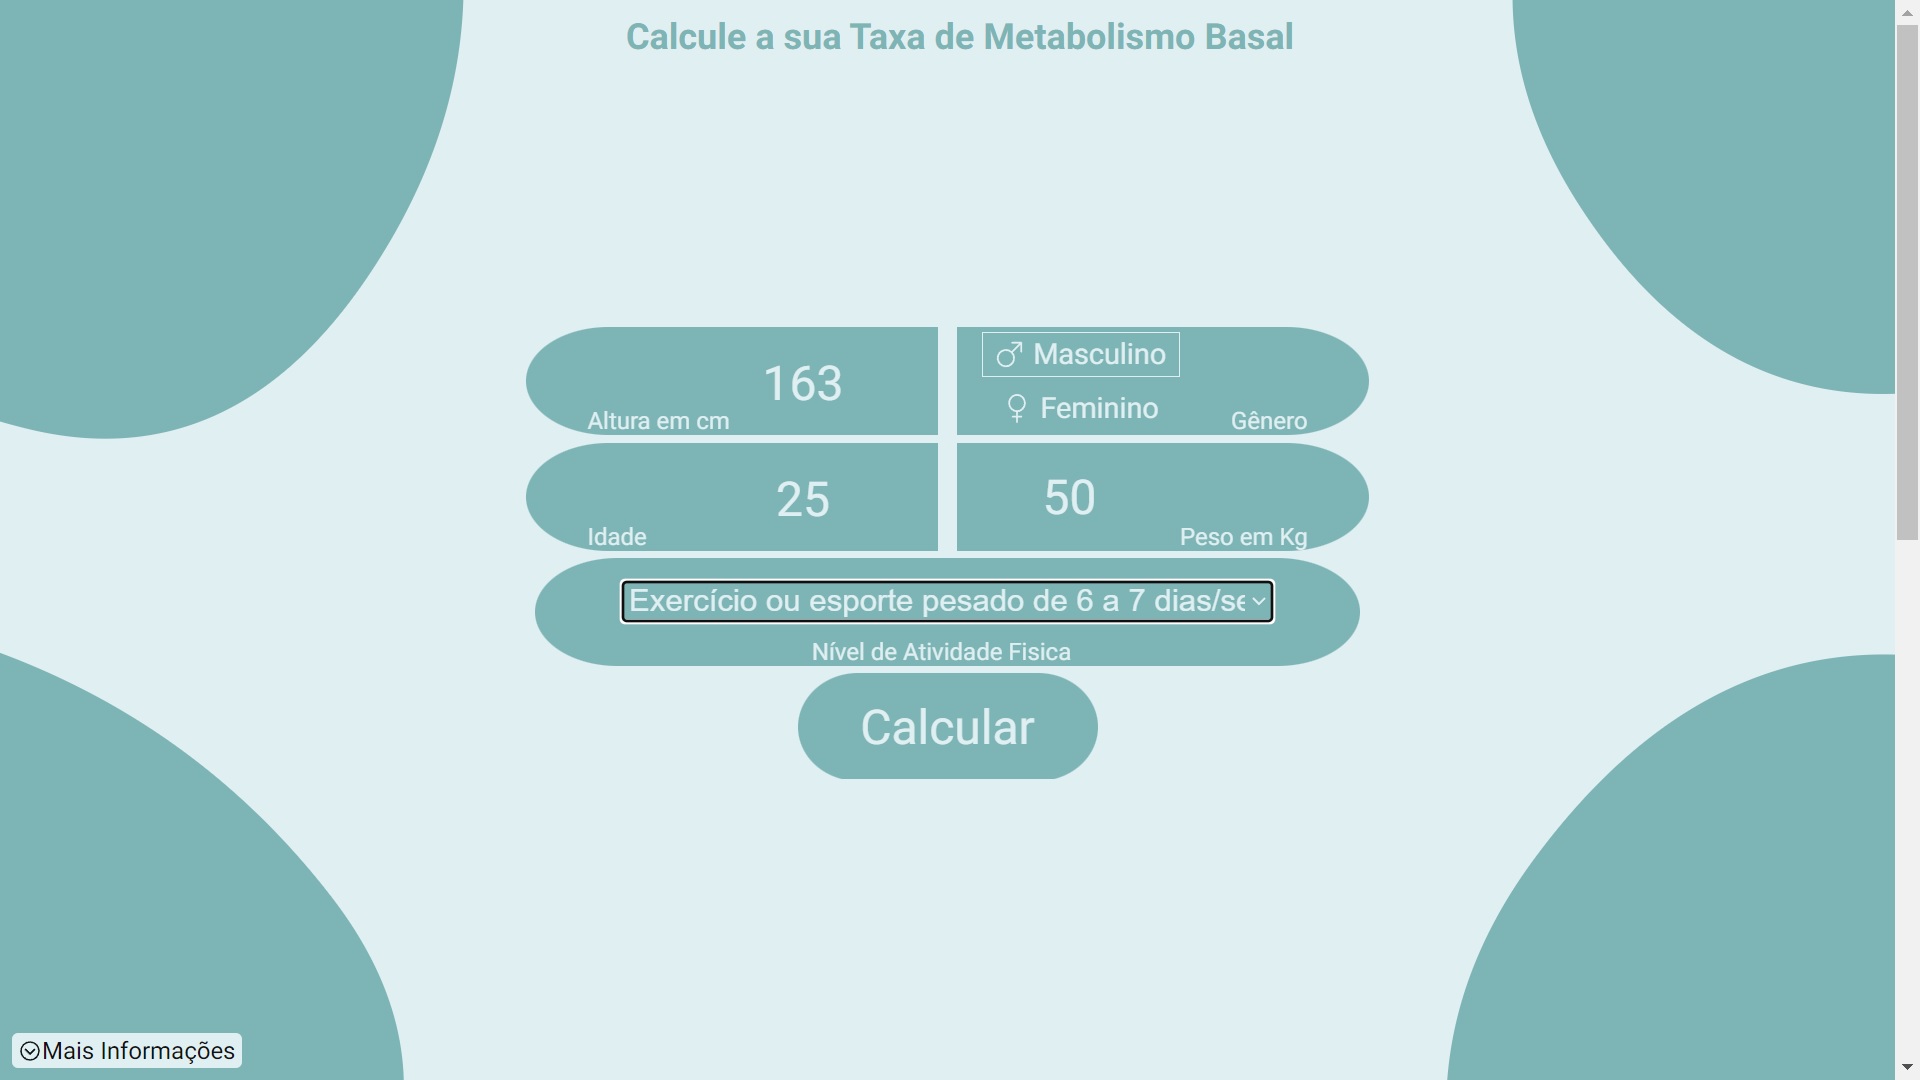 Calcule a sua Taxa de Metabolismo Basal
163
Altura em cm
Masculino
Feminino
Gênero
25
Idade
50
Peso em Kg
Exercício ou esporte pesado de 6 a 7 dias/se
Nível de Atividade Fisica
Calcular
Mais Informações